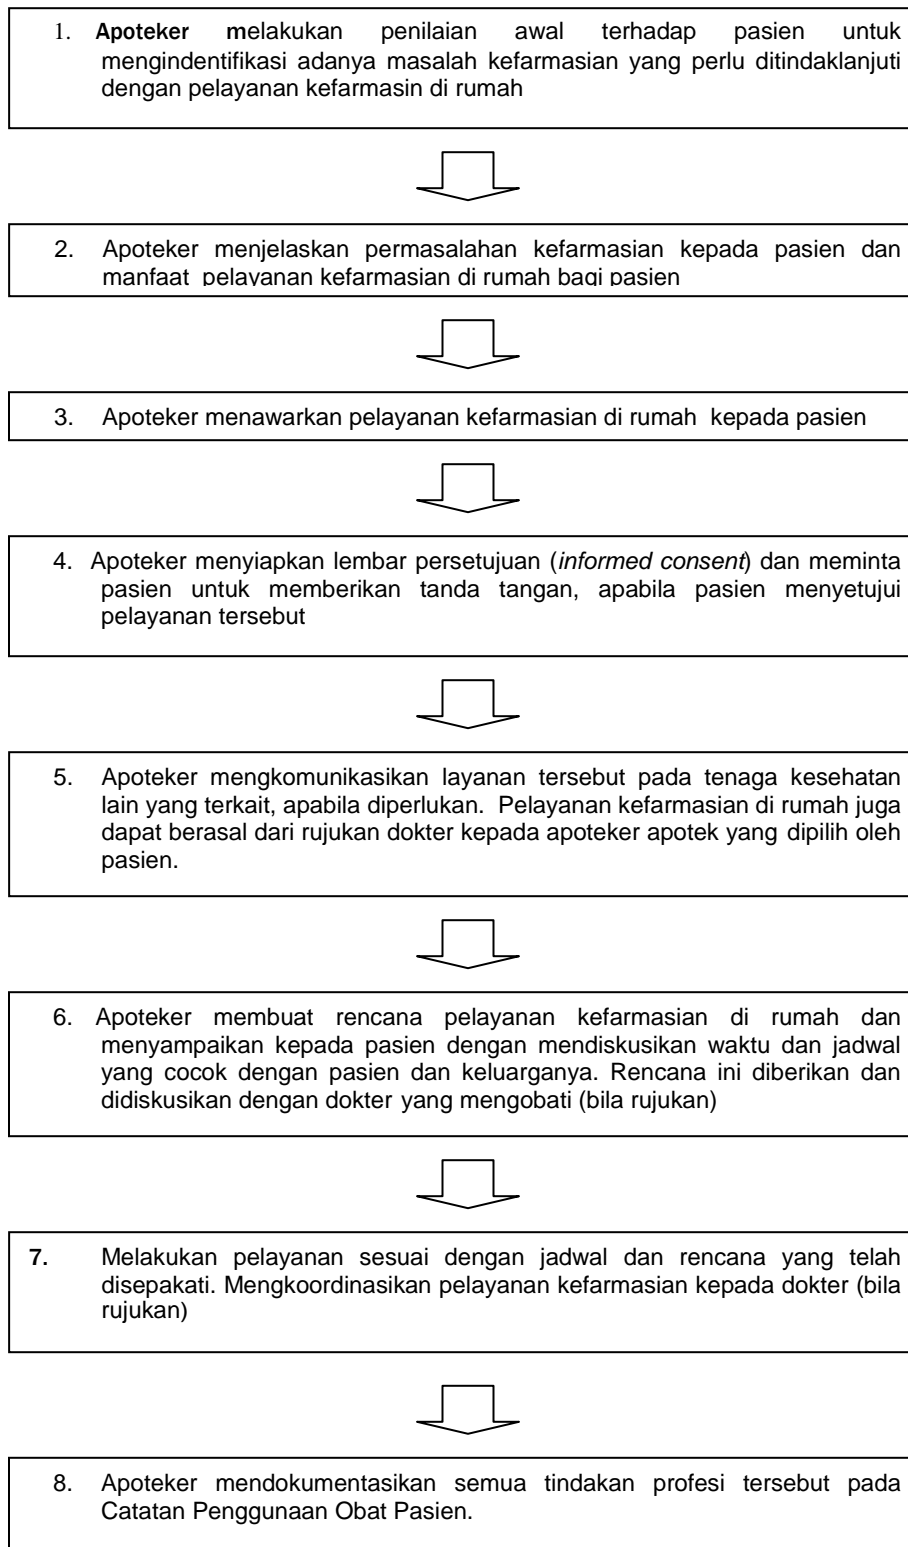 1. Apoteker melakukan penilaian awal terhadap pasien untuk
mengindentifikasi adanya masalah kefarmasian yang perlu ditindaklanjuti
dengan pelayanan kefarmasin di rumah
2. Apoteker menjelaskan permasalahan kefarmasian kepada pasien dan
manfaat pelayanan kefarmasian di rumah bagi pasien
3. Apoteker menawarkan pelayanan kefarmasian di rumah kepada pasien
4. Apoteker menyiapkan lembar persetujuan (informed consent) dan meminta
pasien untuk memberikan tanda tangan, apabila pasien menyetujui
pelayanan tersebut
5. Apoteker mengkomunikasikan layanan tersebut pada tenaga kesehatan
lain yang terkait, apabila diperlukan. Pelayanan kefarmasian di rumah juga
dapat berasal dari rujukan dokter kepada apoteker apotek yang dipilih oleh
pasien.
6. Apoteker membuat rencana pelayanan kefarmasian di rumah dan
menyampaikan kepada pasien dengan mendiskusikan waktu dan jadwal
yang cocok dengan pasien dan keluarganya. Rencana ini diberikan dan
didiskusikan dengan dokter yang mengobati (bila rujukan)
7. Melakukan pelayanan sesuai dengan jadwal dan rencana yang telah
disepakati. Mengkoordinasikan pelayanan kefarmasian kepada dokter (bila
rujukan)
8. Apoteker mendokumentasikan semua tindakan profesi tersebut pada
Catatan Penggunaan Obat Pasien.